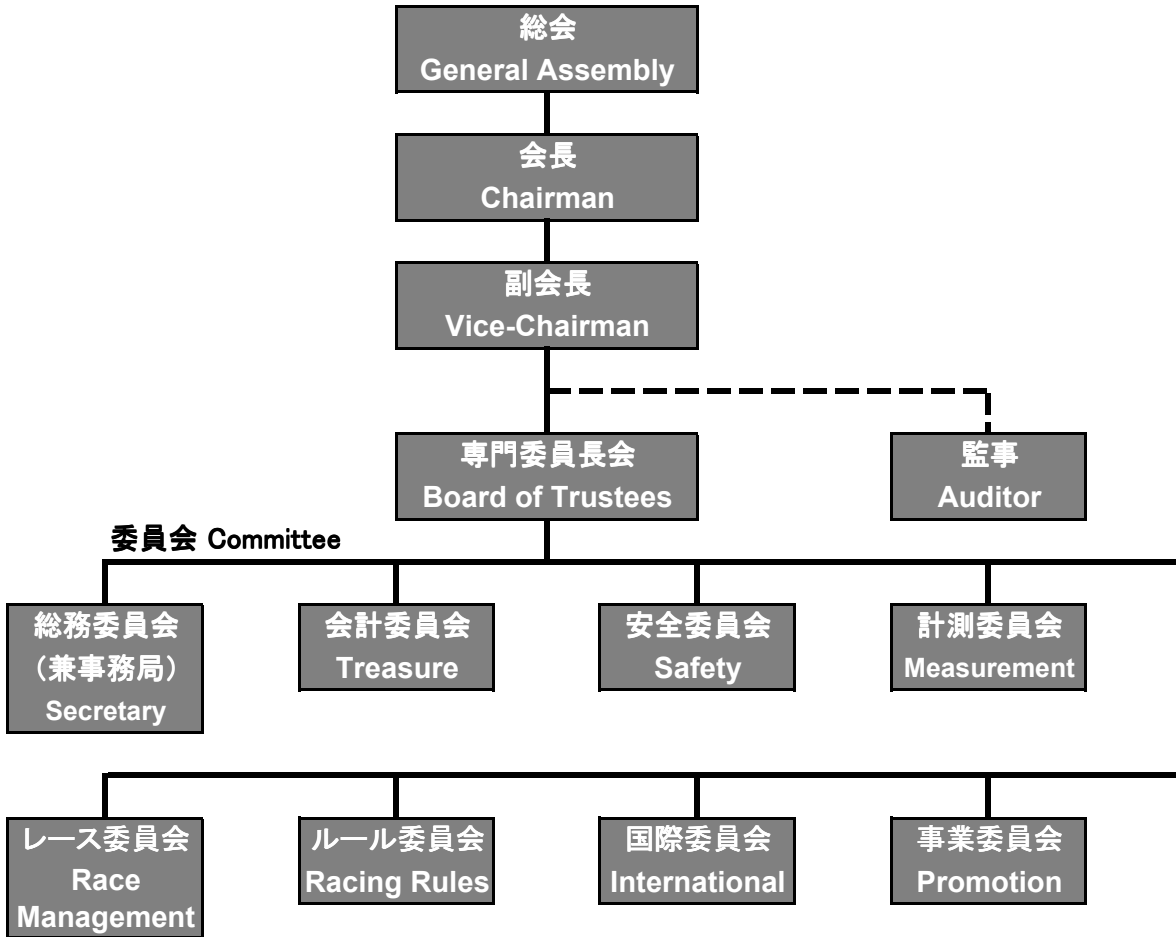 総会
General Assembly
会長
Chairman
副会長
Vice-Chairman
専門委員長会
Board of Trustees
監事
Auditor
委員会 Committee
総務委員会
（兼事務局）
Secretary
会計委員会
Treasure
安全委員会
Safety
計測委員会
Measurement
レース委員会
Race
Management
ルール委員会
Racing Rules
国際委員会
International
事業委員会
Promotion